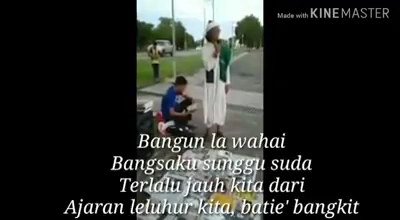 Made with KINEMASTER
Bangun la wahai
Bangsaku sunggu suda
Terlalu jauh kita dari
Ajaran leluhur kita, batie' bangkit